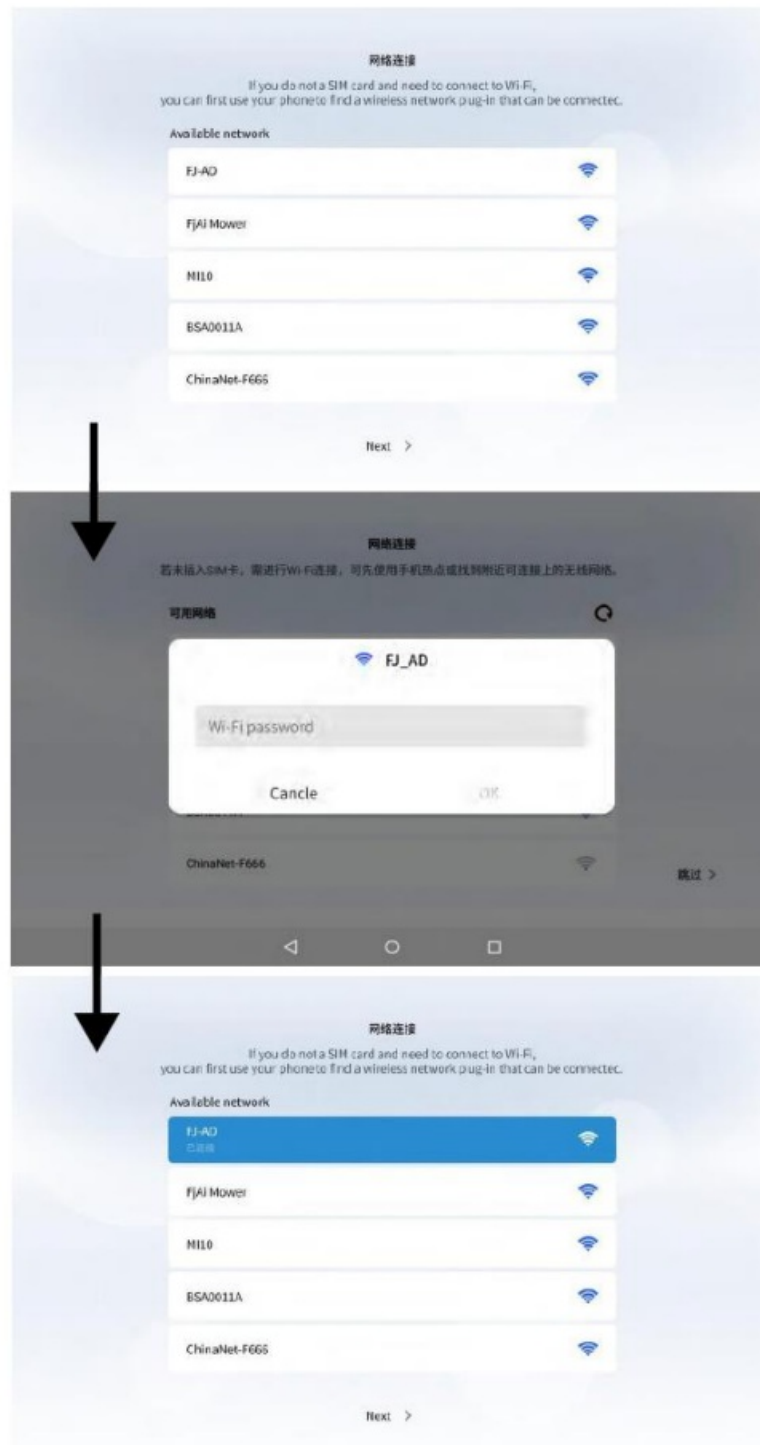 网络连接
If you do not a SIM card and need to connect to Wi-Fi,
you can first use your phoneto find a wireless network plug-in that can be connected.
Available network
FJ-AD
FjAi Mower
MI10
BSA0011A
ChinaNet-F666
Next >
网络连接
若未插入SIM卡，需进行Wi-Fi连接，可先使用手机热点或找到附近可连接上的无线网络。
可用网络
FJ_AD
Wi-Fi password
Cancle OK
ChinaNet-F666
跳过 >
网络连接
If you do not a SIM card and need to connect to Wi-Fi,
you can first use your phoneto find a wireless network plug-in that can be connected.
Available network
FJ-AD
已连接
FjAi Mower
MI10
BSA0011A
ChinaNet-F666
Next >